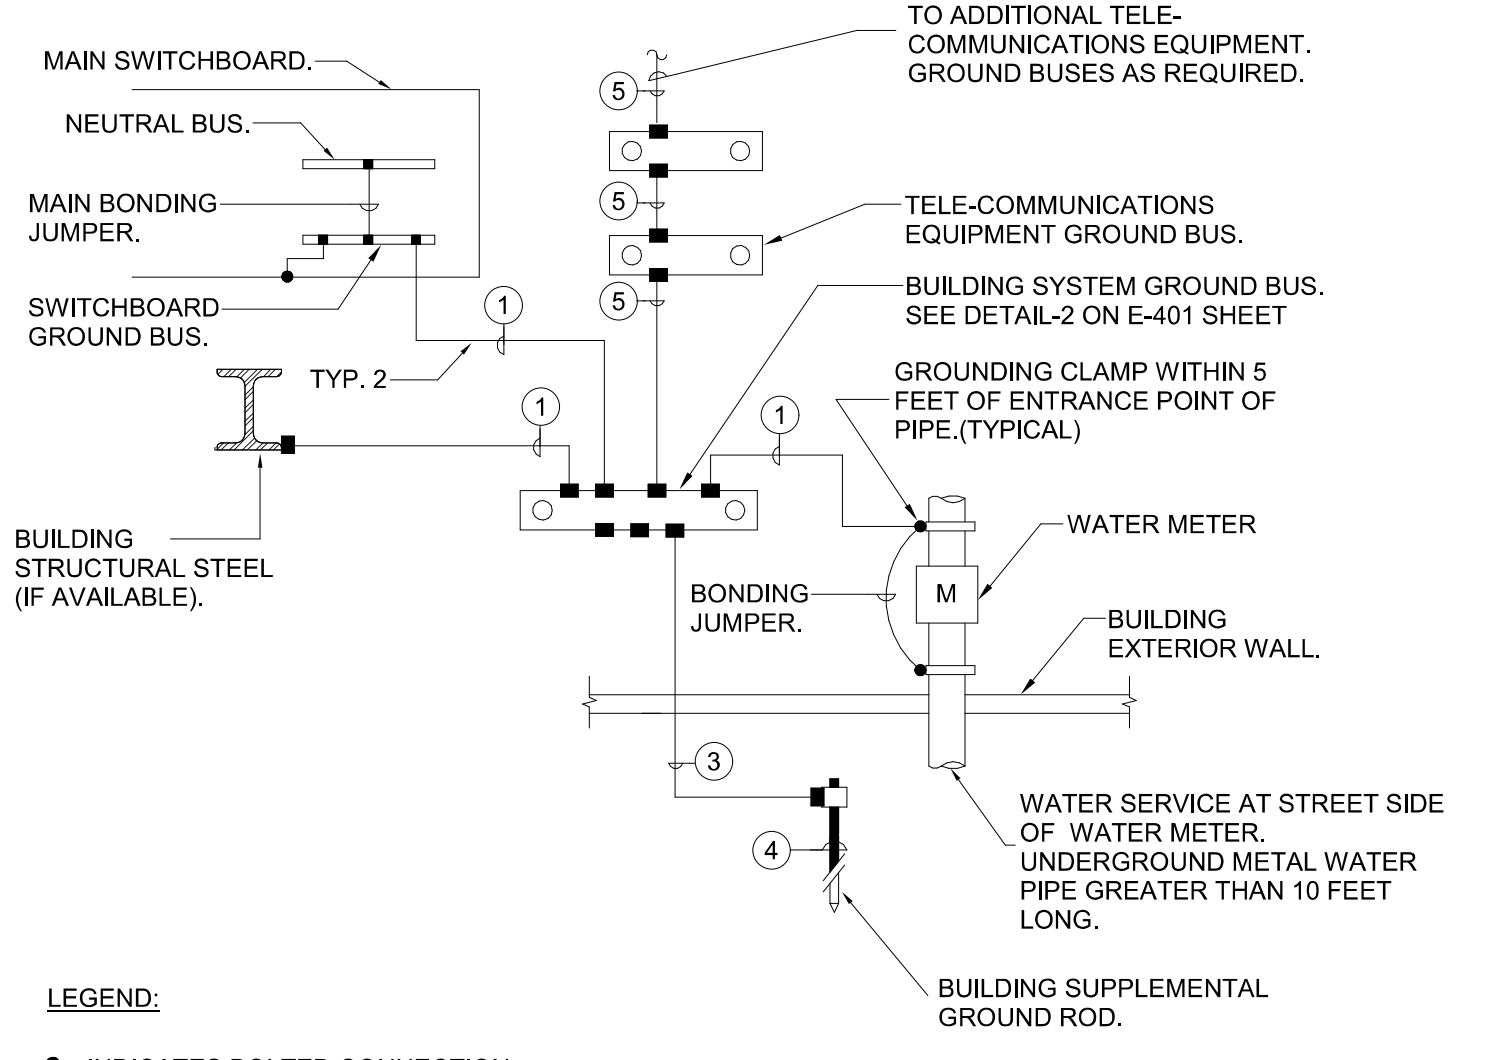 TO ADDITIONAL TELE-
COMMUNICATIONS EQUIPMENT.
GROUND BUSES AS REQUIRED.
MAIN SWITCHBOARD.
5
NEUTRAL BUS.
MAIN BONDING
JUMPER.
5
TELE-COMMUNICATIONS
EQUIPMENT GROUND BUS.
SWITCHBOARD
GROUND BUS.
1
5
BUILDING SYSTEM GROUND BUS.
SEE DETAIL-2 ON E-401 SHEET
TYP. 2
1
1
GROUNDING CLAMP WITHIN 5
FEET OF ENTRANCE POINT OF
PIPE.(TYPICAL)
BUILDING
STRUCTURAL STEEL
(IF AVAILABLE).
WATER METER
BONDING
JUMPER.
M
BUILDING
EXTERIOR WALL.
3
4
WATER SERVICE AT STREET SIDE
OF WATER METER.
UNDERGROUND METAL WATER
PIPE GREATER THAN 10 FEET
LONG.
BUILDING SUPPLEMENTAL
GROUND ROD.
LEGEND:
INDICATES BOLTED CONNECTION